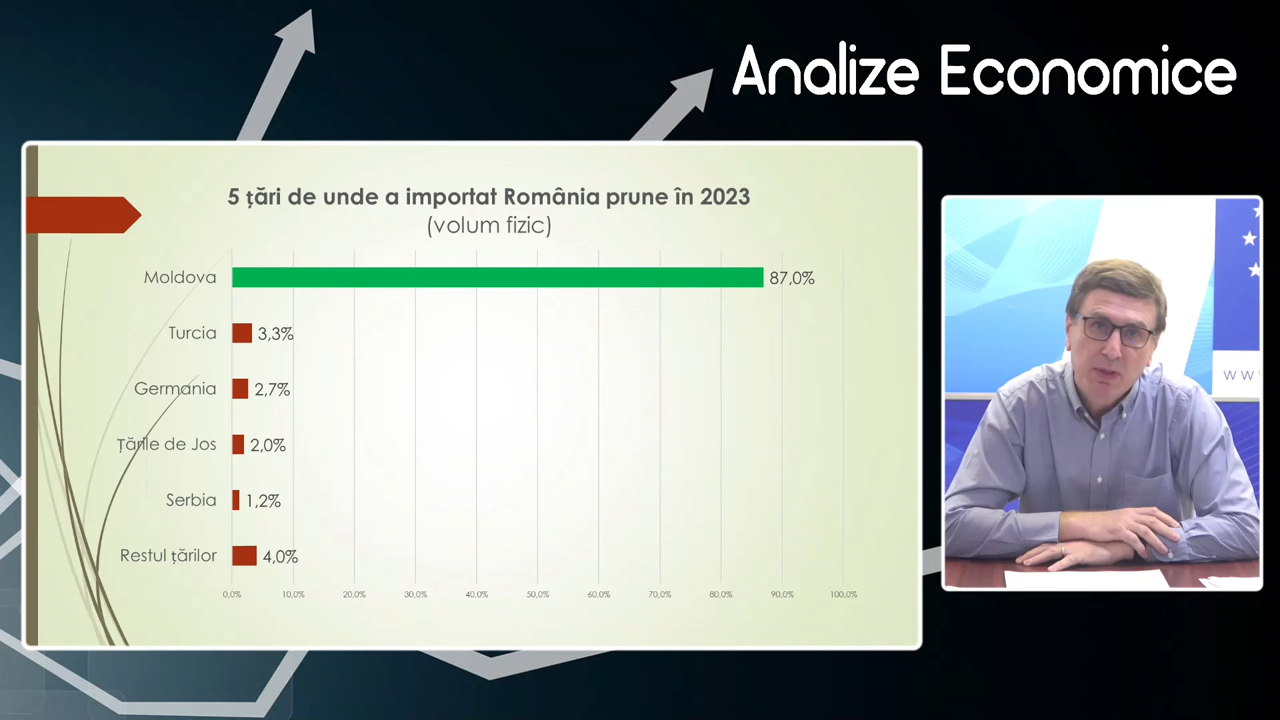 Analize Economice
5 țări de unde a importat România prune în 2023
(volum fizic)
Moldova 87,0%
Turcia 3,3%
Germania 2,7%
Țările de Jos 2,0%
Serbia 1,2%
Restul țărilor 4,0%
0,0% 10,0% 20,0% 30,0% 40,0% 50,0% 60,0% 70,0% 80,0% 90,0% 100,0%
WW